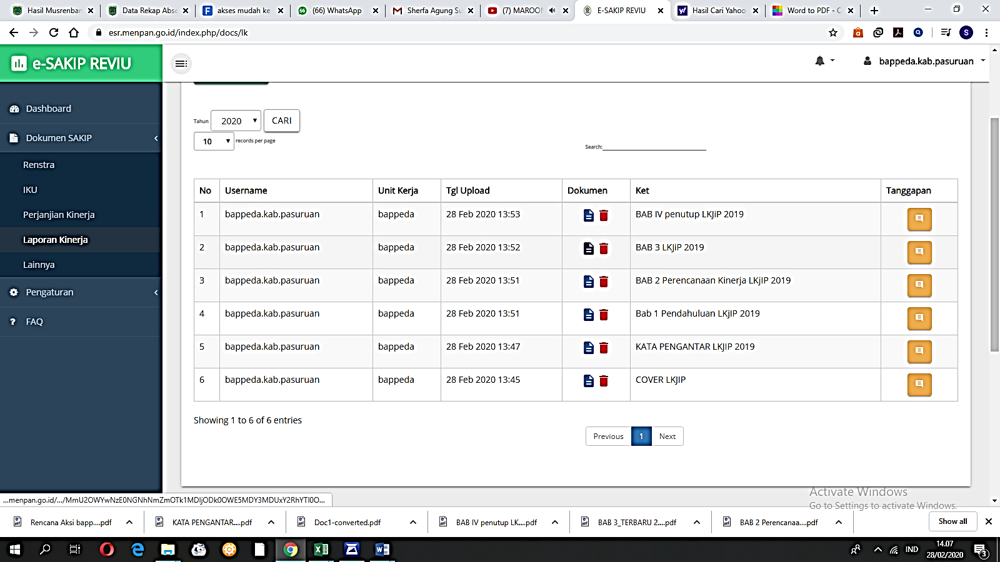 Hasil Musrenban
Data Rekap Abse
akses mudah ke
(66) WhatsApp
Sherfa Agung Su
(7) MAROON
E-SAKIP REVIU
Hasil Cari Yahoo
Word to PDF - C
esr.menpan.go.id/index.php/docs/lk
e-SAKIP REVIU
bappeda.kab.pasuruan
Dashboard
Dokumen SAKIP
Renstra
IKU
Perjanjian Kinerja
Laporan Kinerja
Lainnya
Pengaturan
FAQ
Tahun 2020 CARI
10 records per page
Search:
No Username Unit Kerja Tgl Upload Dokumen Ket Tanggapan
1 bappeda.kab.pasuruan bappeda 28 Feb 2020 13:53 BAB IV penutup LKJiP 2019
2 bappeda.kab.pasuruan bappeda 28 Feb 2020 13:52 BAB 3 LKJiP 2019
3 bappeda.kab.pasuruan bappeda 28 Feb 2020 13:51 BAB 2 Perencanaan Kinerja LKjIP 2019
4 bappeda.kab.pasuruan bappeda 28 Feb 2020 13:51 Bab 1 Pendahuluan LKjIP 2019
5 bappeda.kab.pasuruan bappeda 28 Feb 2020 13:47 KATA PENGANTAR LKJIP 2019
6 bappeda.kab.pasuruan bappeda 28 Feb 2020 13:45 COVER LKJIP
Showing 1 to 6 of 6 entries
Previous 1 Next
Activate Windows
Go to Settings to activate Windows.
Rencana Aksi bapp....pdf
KATA PENGANTAR....pdf
Doc1-converted.pdf
BAB IV penutup LK....pdf
BAB 3_TERBARU 2....pdf
BAB 2 Perencanaa....pdf
Show all
IND
14.07
28/02/2020
3